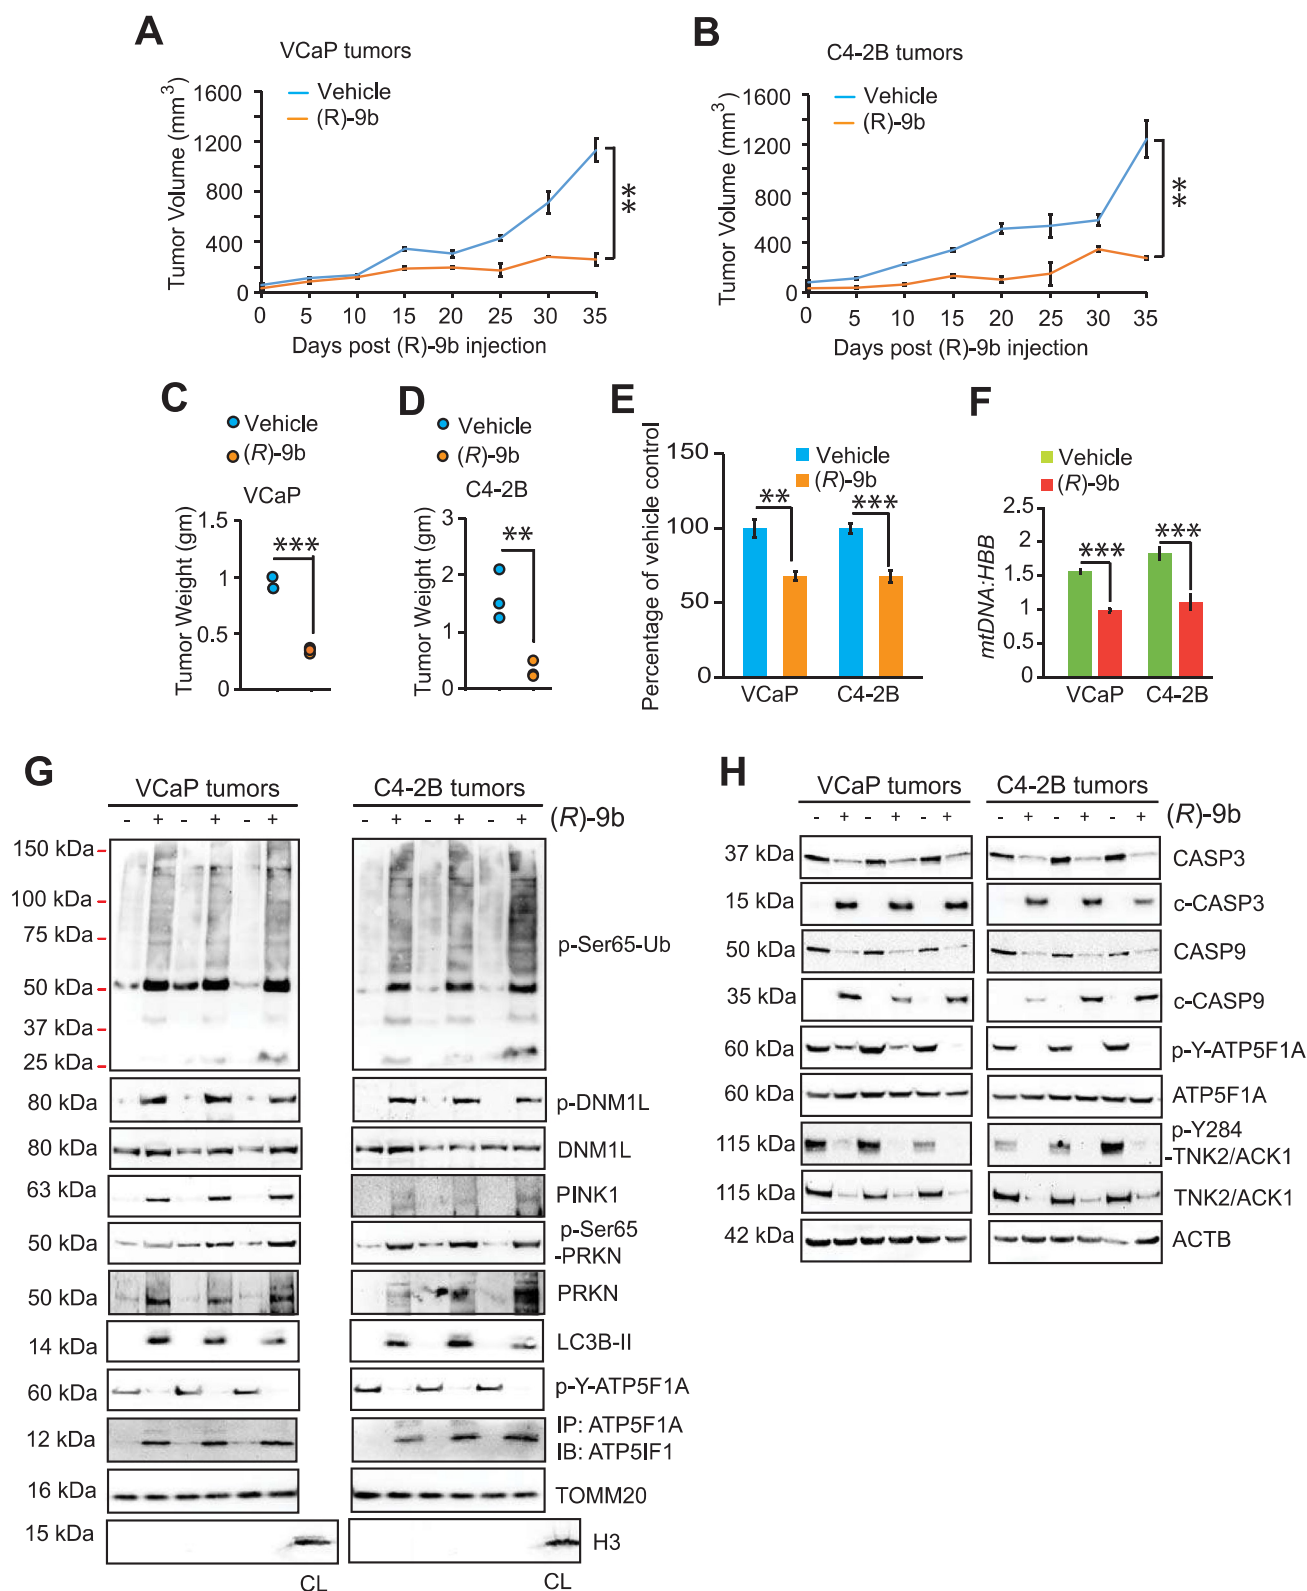 A
VCaP tumors
Vehicle
(R)-9b
Tumor Volume (mm3)
1600
1200
800
400
0
0 5 10 15 20 25 30 35
Days post (R)-9b injection
**
B
C4-2B tumors
Vehicle
(R)-9b
Tumor Volume (mm3)
1600
1200
800
400
0
0 5 10 15 20 25 30 35
Days post (R)-9b injection
**
C
Vehicle
(R)-9b
VCaP
Tumor Weight (gm)
1.5
1
0.5
0
***
D
Vehicle
(R)-9b
C4-2B
Tumor Weight (gm)
3
2
1
0
**
E
Percentage of vehicle control
150
100
50
0
Vehicle
(R)-9b
** ***
VCaP C4-2B
F
Vehicle
(R)-9b
mtDNA:HBB
2.5
2
1.5
1
0.5
0
*** ***
VCaP C4-2B
G
VCaP tumors C4-2B tumors
- + - + - + - + - + - + (R)-9b
150 kDa
100 kDa
75 kDa
50 kDa
37 kDa
25 kDa
p-Ser65-Ub
80 kDa p-DNM1L
80 kDa DNM1L
63 kDa PINK1
50 kDa p-Ser65
-PRKN
50 kDa PRKN
14 kDa LC3B-II
60 kDa p-Y-ATP5F1A
12 kDa IP: ATP5F1A
IB: ATP5IF1
16 kDa TOMM20
15 kDa H3
CL CL
H
VCaP tumors C4-2B tumors
- + - + - + - + - + - + (R)-9b
37 kDa CASP3
15 kDa c-CASP3
50 kDa CASP9
35 kDa c-CASP9
60 kDa p-Y-ATP5F1A
60 kDa ATP5F1A
115 kDa p-Y284
-TNK2/ACK1
115 kDa TNK2/ACK1
42 kDa ACTB